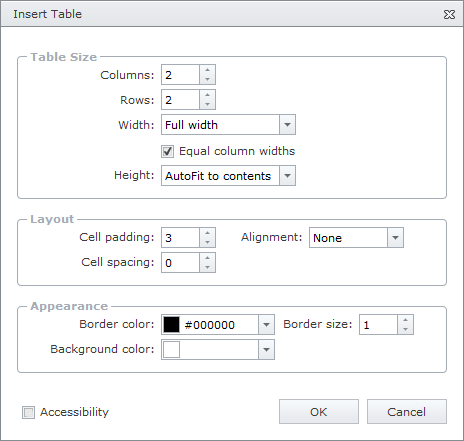 Insert Table
Table Size
Columns: 2
Rows: 2
Width: Full width
Equal column widths
Height: AutoFit to contents
Layout
Cell padding: 3 Alignment: None
Cell spacing: 0
Appearance
Border color: #000000 Border size: 1
Background color:
Accessibility OK Cancel